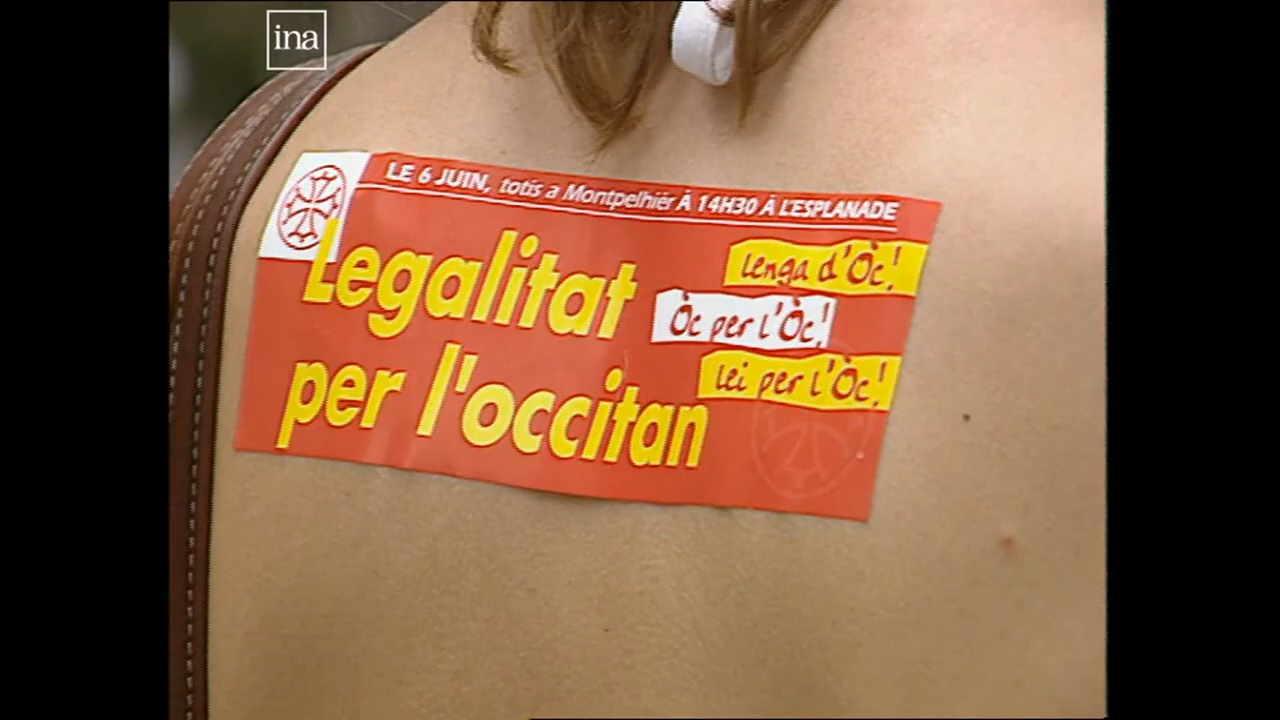 ina
LE 6 JUIN, totis a Montpelhièr À 14H30 À L'ESPLANADE
Legalitat
per l'occitan
lenga d'Òc!
Òc per l'Òc!
lei per l'Òc!